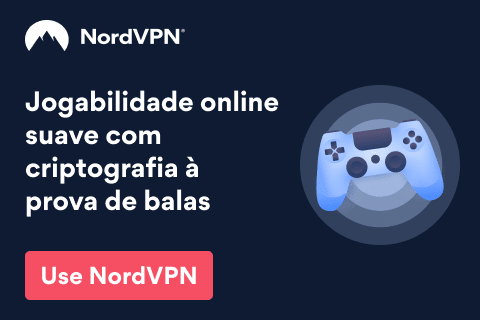 NordVPN®
Jogabilidade online
suave com
criptografia à
prova de balas
Use NordVPN